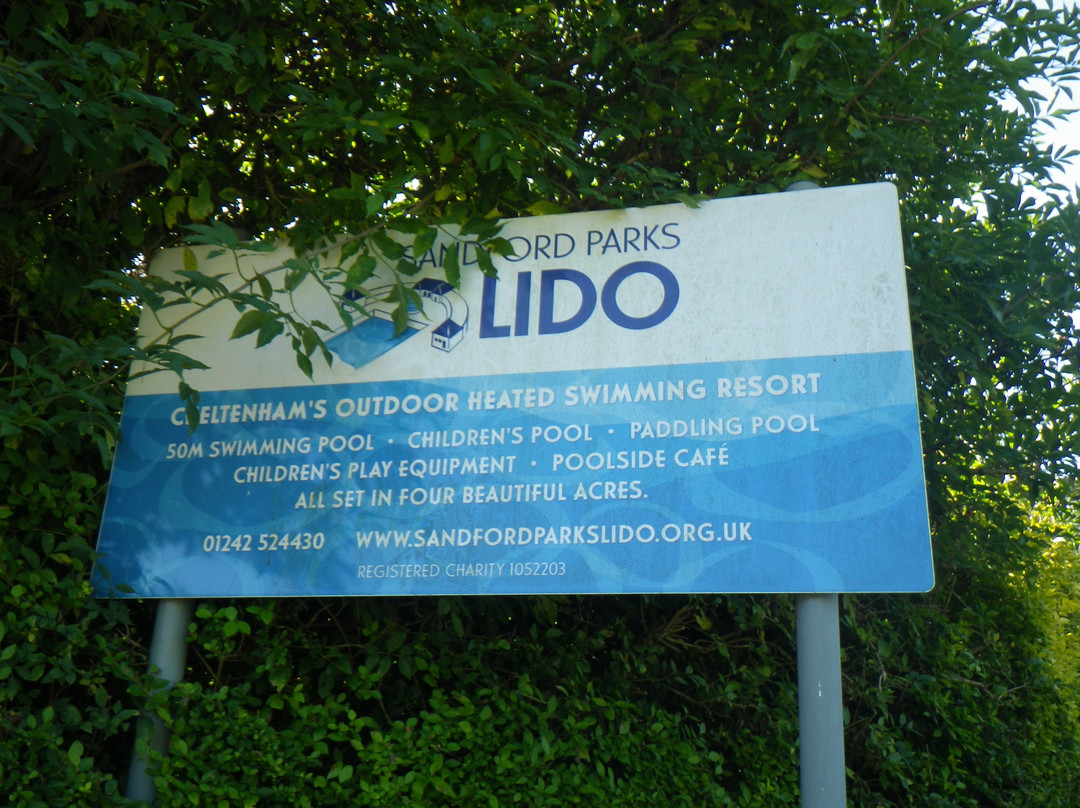 SANDFORD PARKS
LIDO
CHELTENHAM'S OUTDOOR HEATED SWIMMING RESORT
50M SWIMMING POOL • CHILDREN'S POOL • PADDLING POOL
CHILDREN'S PLAY EQUIPMENT • POOLSIDE CAFÉ
ALL SET IN FOUR BEAUTIFUL ACRES.
01242 524430 WWW.SANDFORDPARKSLIDO.ORG.UK
REGISTERED CHARITY 1052203